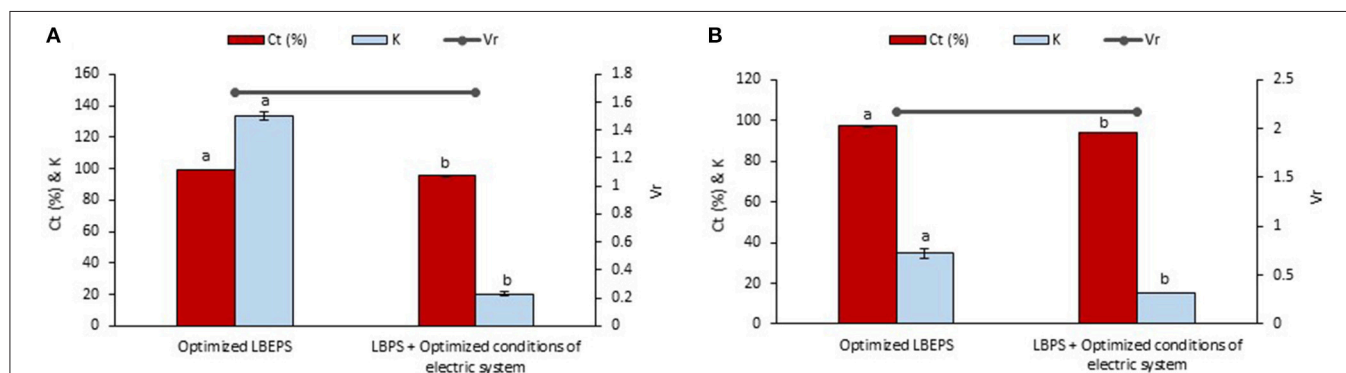 A
Ct (%) K Vr
160
140
120
100
80
60
40
20
0
Ct (%) & K
1.8
1.6
1.4
1.2
1
0.8
0.6
0.4
0.2
0
Vr
a
a
b
b
Optimized LBEPS
LBPS + Optimized conditions of
electric system
B
Ct (%) K Vr
120
100
80
60
40
20
0
Ct (%) & K
2.5
2
1.5
1
0.5
0
Vr
a
a
b
b
Optimized LBEPS
LBPS + Optimized conditions of
electric system